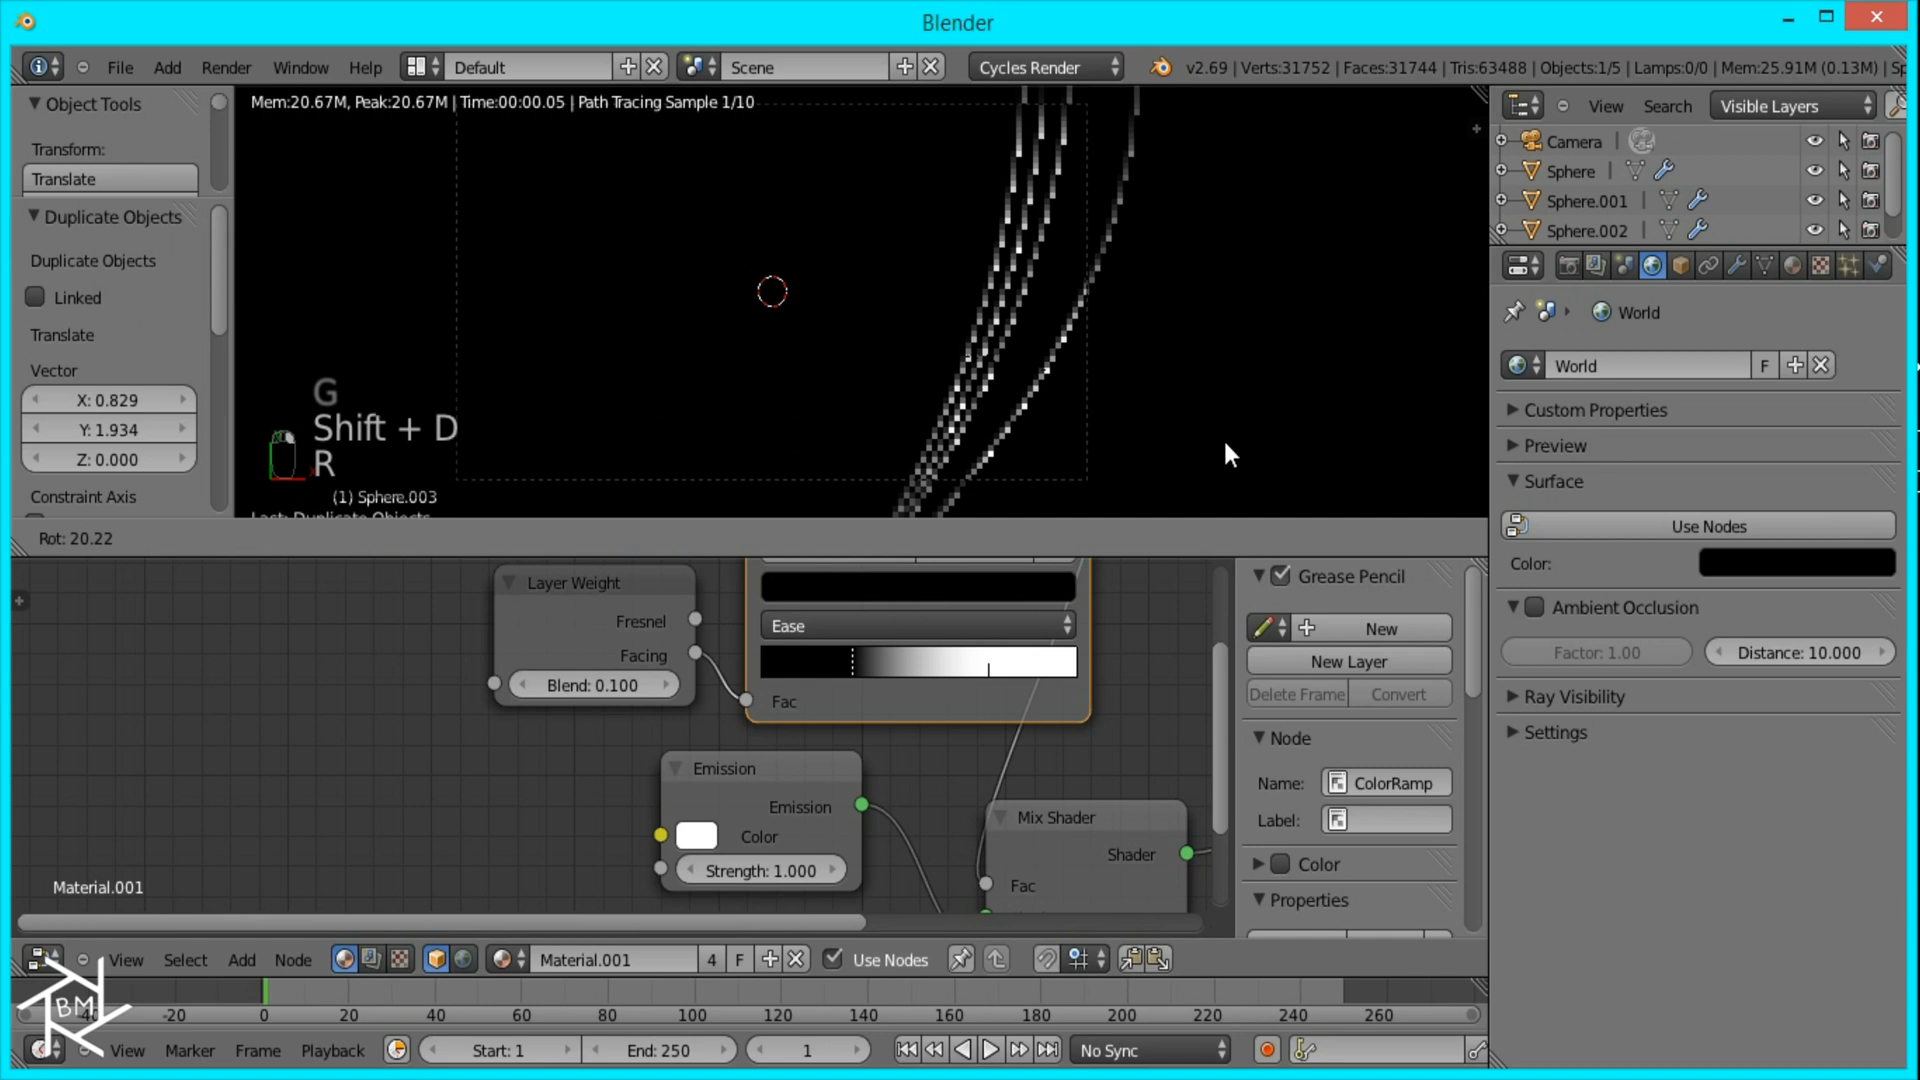 Blender
File Add Render Window Help Default Scene Cycles Render v2.69 | Verts:31752 | Faces:31744 | Tris:63488 | Objects:1/5 | Lamps:0/0 | Mem:25.91M (0.13M) | Sp
Object Tools
Transform:
Translate
Duplicate Objects
Duplicate Objects
Linked
Translate
Vector
X: 0.829
Y: 1.934
Z: 0.000
Constraint Axis
Mem:20.67M, Peak:20.67M | Time:00:00.05 | Path Tracing Sample 1/10
G
Shift + D
R
(1) Sphere.003
Last: Duplicate Objects
Rot: 20.22
View Search Visible Layers
Camera
Sphere
Sphere.001
Sphere.002
World
World F
Custom Properties
Preview
Surface
Use Nodes
Color:
Ambient Occlusion
Factor: 1.00 Distance: 10.000
Ray Visibility
Settings
Layer Weight
Fresnel
Facing
Blend: 0.100
Ease
Fac
Emission
Emission
Color
Strength: 1.000
Mix Shader
Shader
Fac
Material.001
Grease Pencil
New
New Layer
Delete Frame Convert
Node
Name: ColorRamp
Label:
Color
Properties
View Select Add Node Material.001 4 F Use Nodes
-40 -20 0 20 40 60 80 100 120 140 160 180 200 220 240 260
BM
View Marker Frame Playback Start: 1 End: 250 1 No Sync